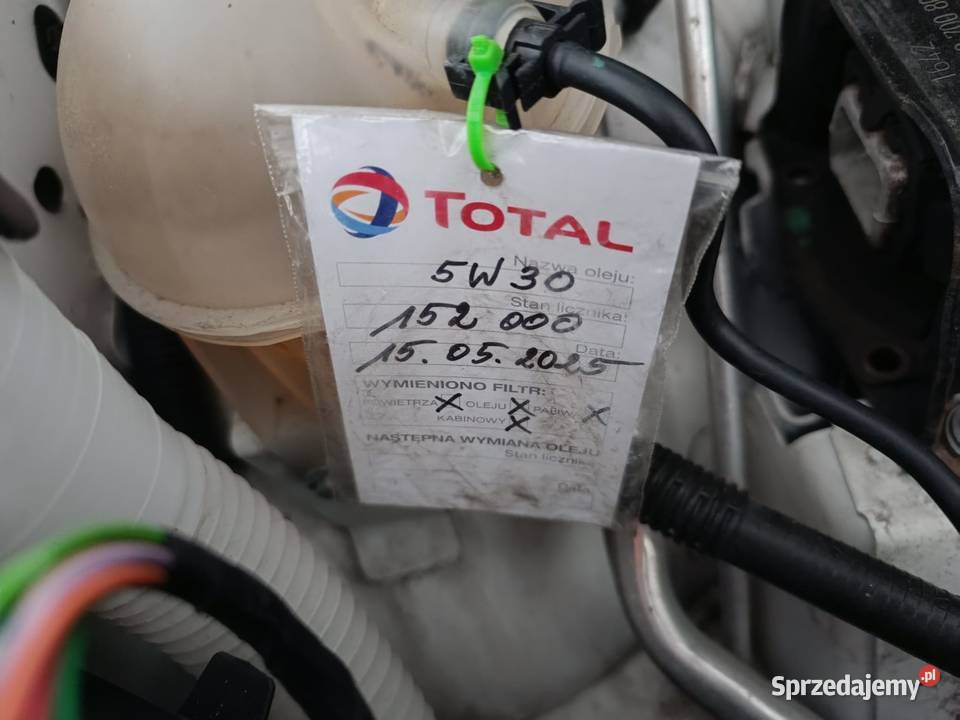 1642
TOTAL
Nazwa oleju:
5W30
Stan licznika:
152 000
Data:
15.05.2025
WYMIENIONO FILTR:
POWIETRZA X OLEJU X PALIWA X
KABINOWY X
NASTĘPNA WYMIANA OLEJU
Stan licznika
Data
Sprzedajemy.pl